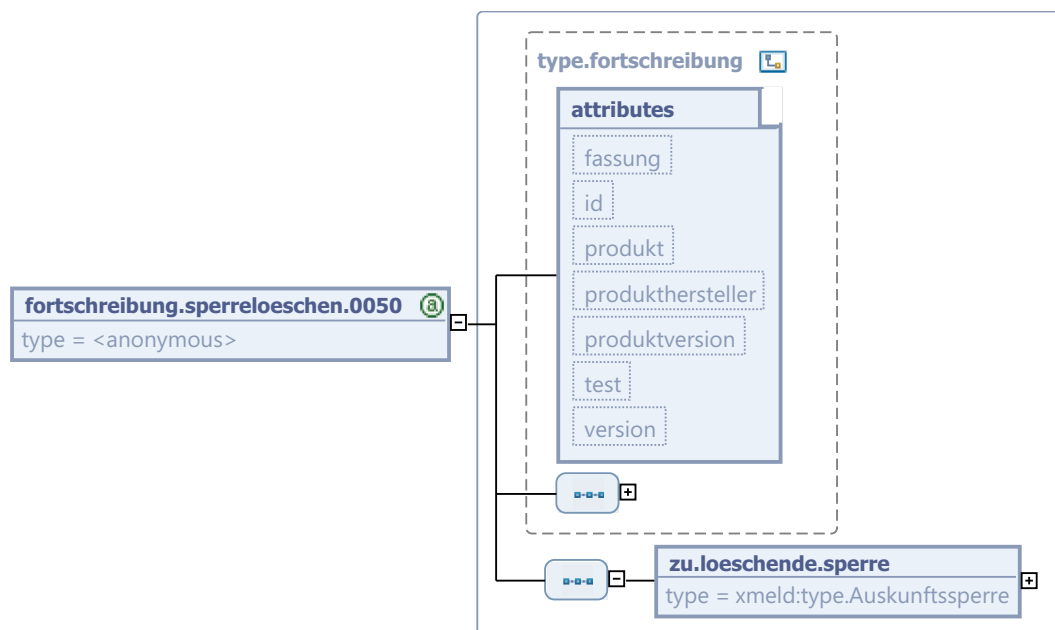 type.fortschreibung
attributes
fassung
id
produkt
produkthersteller
produktversion
test
version
fortschreibung.sperreloeschen.0050
type = <anonymous>
zu.loeschende.sperre
type = xmeld:type.Auskunftssperre